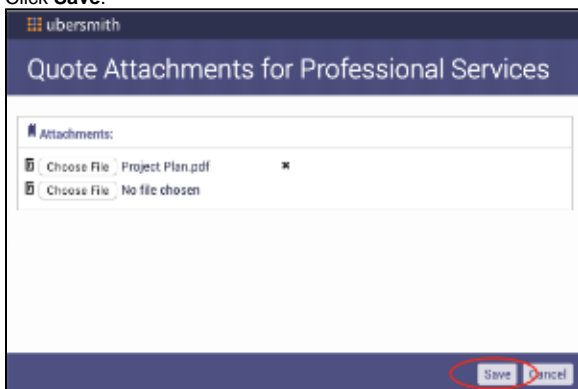 Click Save.
ubersmith
Quote Attachments for Professional Services
Attachments:
Choose File Project Plan.pdf
Choose File No file chosen
Save Cancel